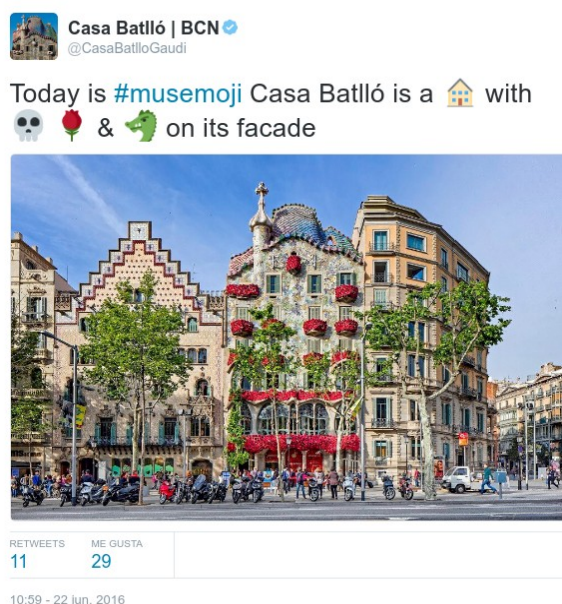 Casa Batlló | BCN
@CasaBatlloGaudi
Today is #musemoji Casa Batlló is a 🏠 with
💀 🌹 & 🐲 on its facade
RETWEETS ME GUSTA
11 29
10:59 - 22 jun. 2016